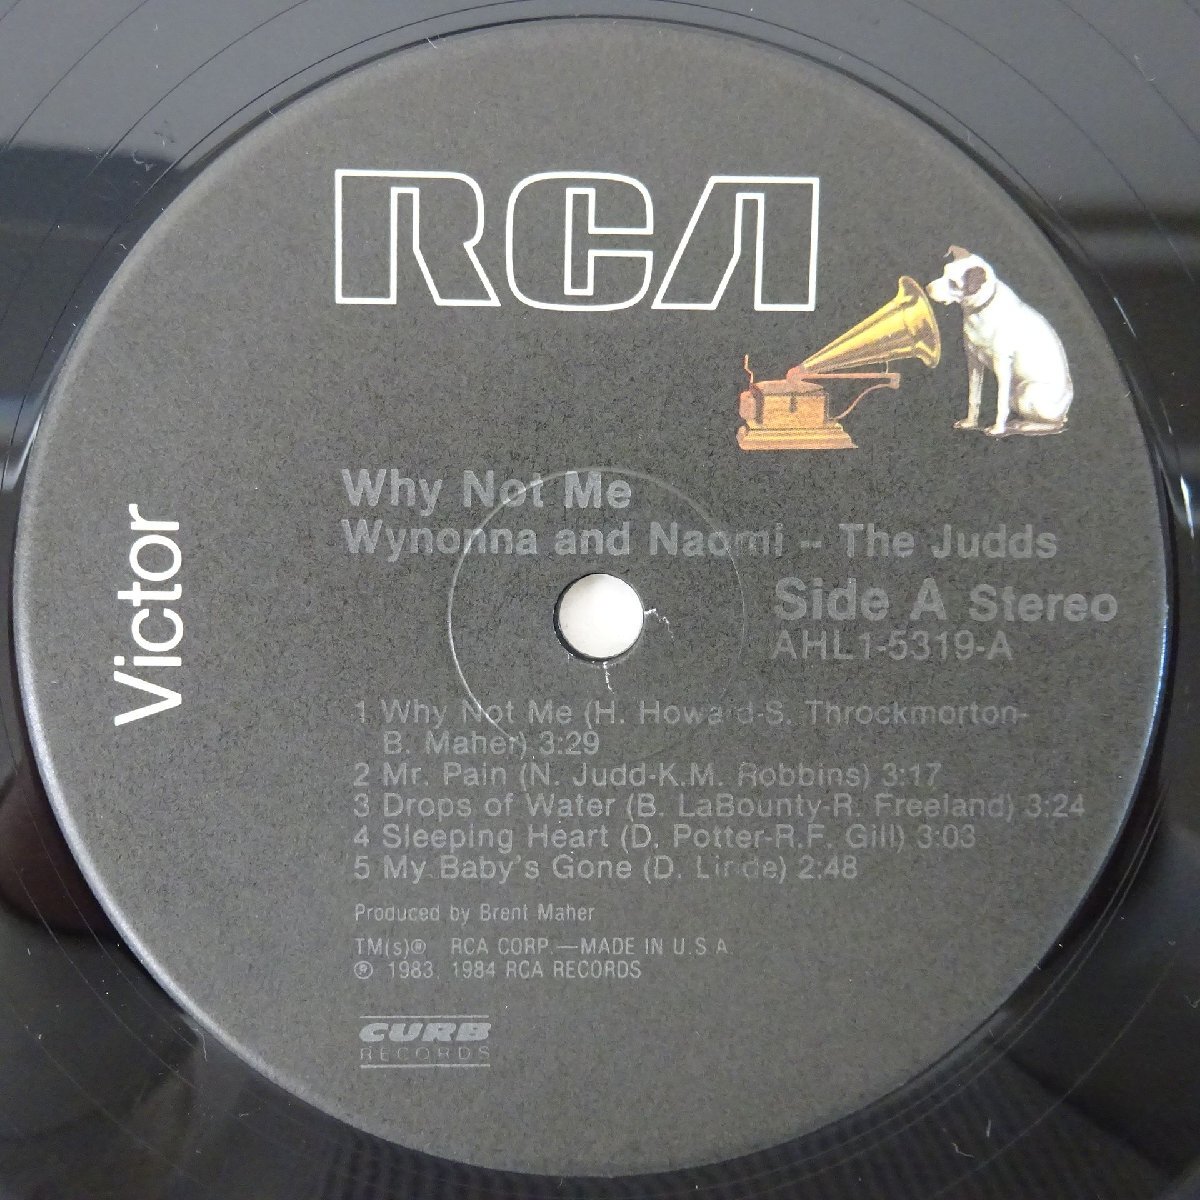 RCA
Victor
Why Not Me
Wynonna and Naomi – The Judds
Side A Stereo
AHL1-5319-A
1 Why Not Me (H. Howard-S. Throckmorton-
B. Maher) 3:29
2 Mr. Pain (N. Judd-K.M. Robbins) 3:17
3 Drops of Water (B. LaBounty-R. Freeland) 3:24
4 Sleeping Heart (D. Potter-R.F. Gill) 3:03
5 My Baby's Gone (D. Linde) 2:48
Produced by Brent Maher
TM(s)® RCA CORP.—MADE IN U.S A
℗ 1983, 1984 RCA RECORDS
CURB
RECORDS